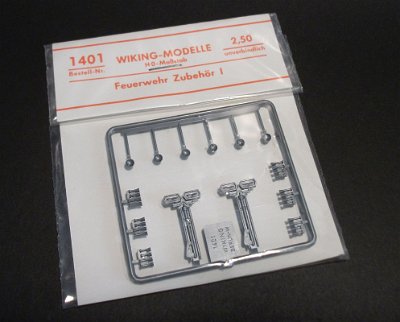 1401
Bestell-Nr.
WIKING-MODELLE
H0-Maßstab
2,50
unverbindlich
Feuerwehr Zubehör I